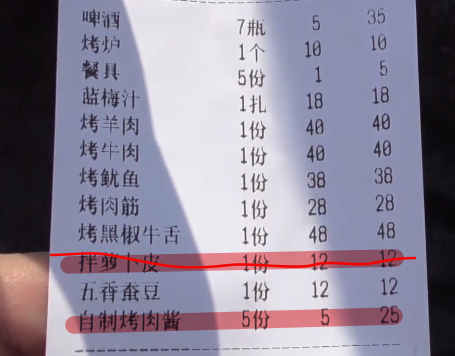 啤酒 7瓶 5 35
烤炉 1个 10 10
餐具 5份 1 5
蓝梅汁 1扎 18 18
烤羊肉 1份 40 40
烤牛肉 1份 40 40
烤鱿鱼 1份 38 38
烤肉筋 1份 28 28
烤黑椒牛舌 1份 48 48
拌萝卜皮 1份 12 12
五香蚕豆 1份 12 12
自制烤肉酱 5份 5 25